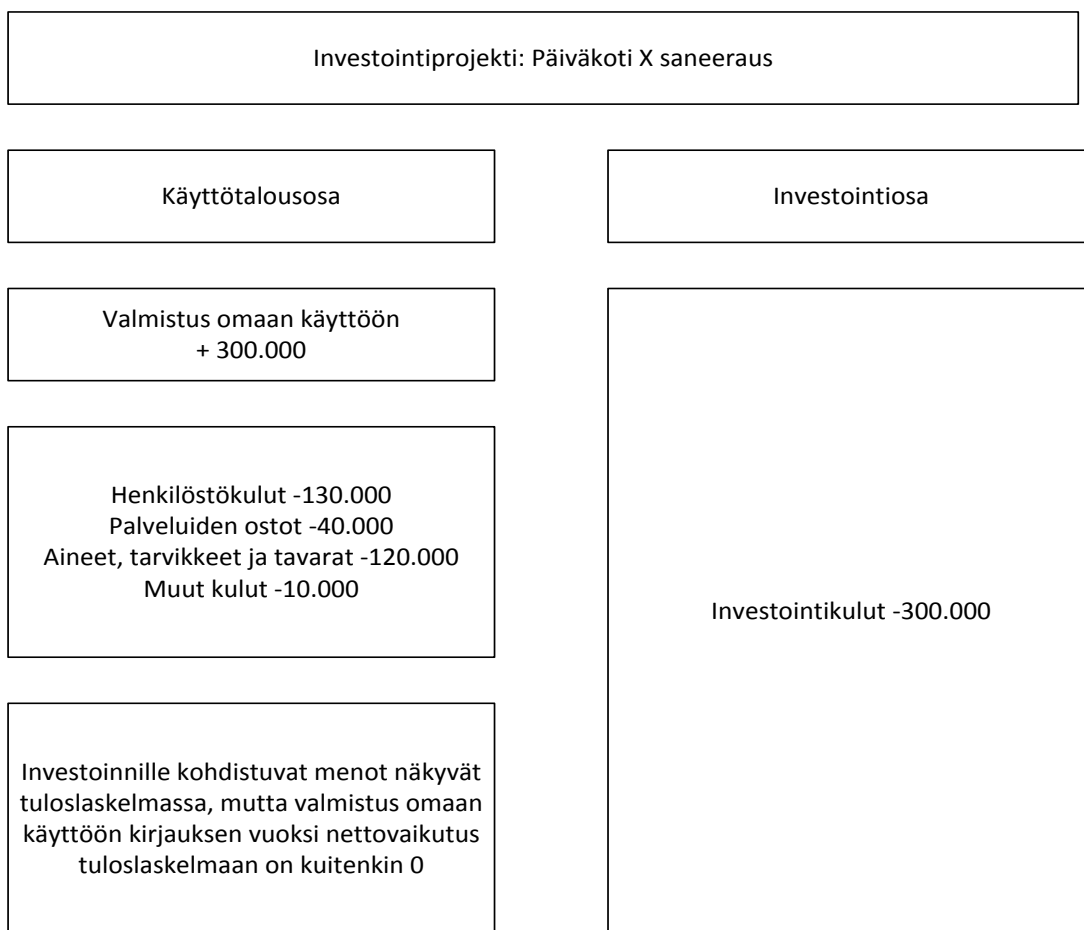 Investointiprojekti: Päiväkoti X saneeraus
Käyttötalousosa
Investointiosa
Valmistus omaan käyttöön
+ 300.000
Henkilöstökulut -130.000
Palveluiden ostot -40.000
Aineet, tarvikkeet ja tavarat -120.000
Muut kulut -10.000
Investointikulut -300.000
Investoinnille kohdistuvat menot näkyvät
tuloslaskelmassa, mutta valmistus omaan
käyttöön kirjauksen vuoksi nettovaikutus
tuloslaskelmaan on kuitenkin 0